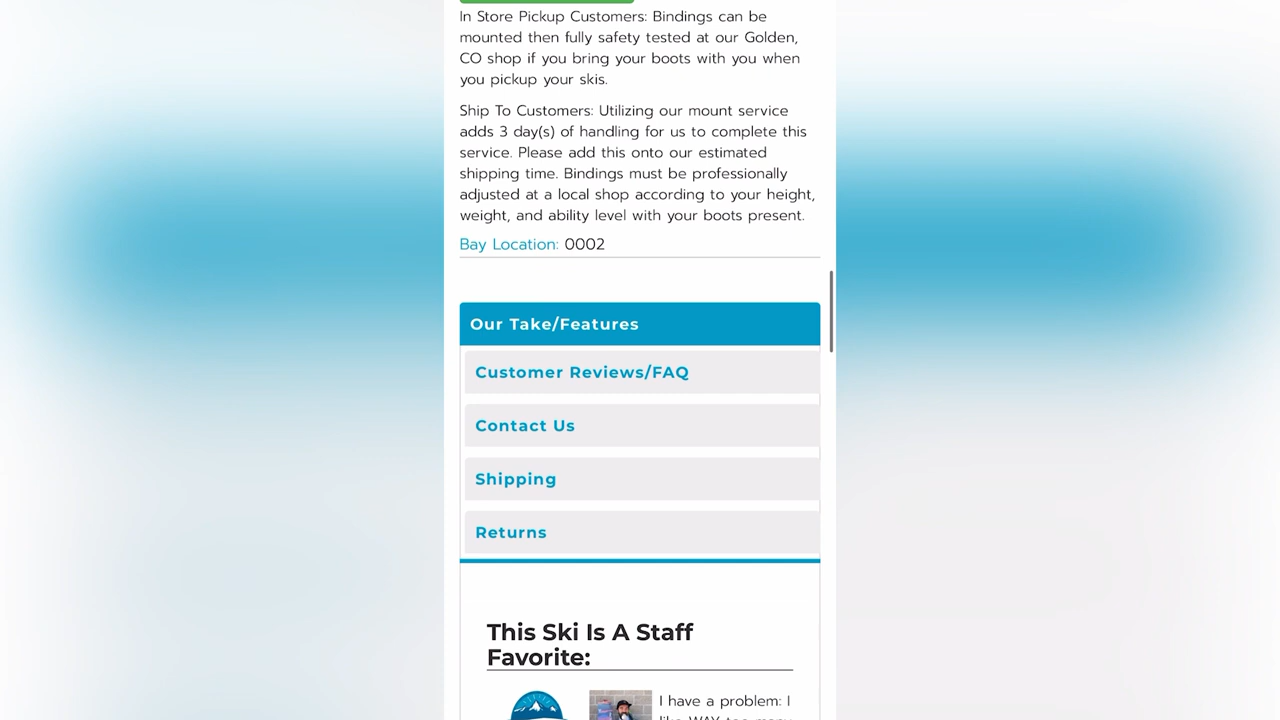 In Store Pickup Customers: Bindings can be
mounted then fully safety tested at our Golden,
CO shop if you bring your boots with you when
you pickup your skis.
Ship To Customers: Utilizing our mount service
adds 3 day(s) of handling for us to complete this
service. Please add this onto our estimated
shipping time. Bindings must be professionally
adjusted at a local shop according to your height,
weight, and ability level with your boots present.
Bay Location: 0002
Our Take/Features
Customer Reviews/FAQ
Contact Us
Shipping
Returns
This Ski Is A Staff
Favorite:
I have a problem: I
like WAY too many